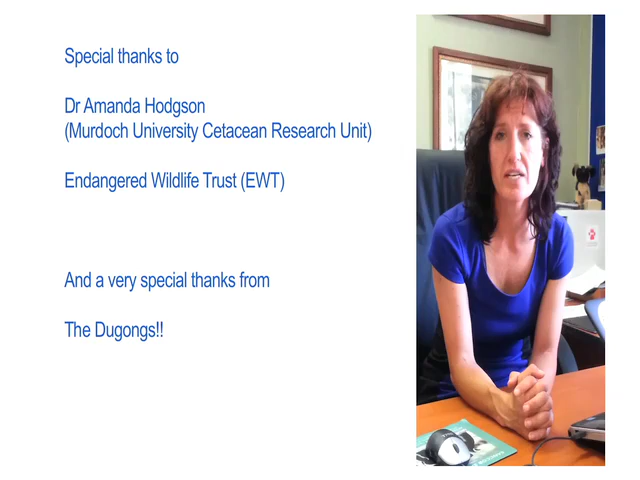 Special thanks to
Dr Amanda Hodgson
(Murdoch University Cetacean Research Unit)
Endangered Wildlife Trust (EWT)
And a very special thanks from
The Dugongs!!